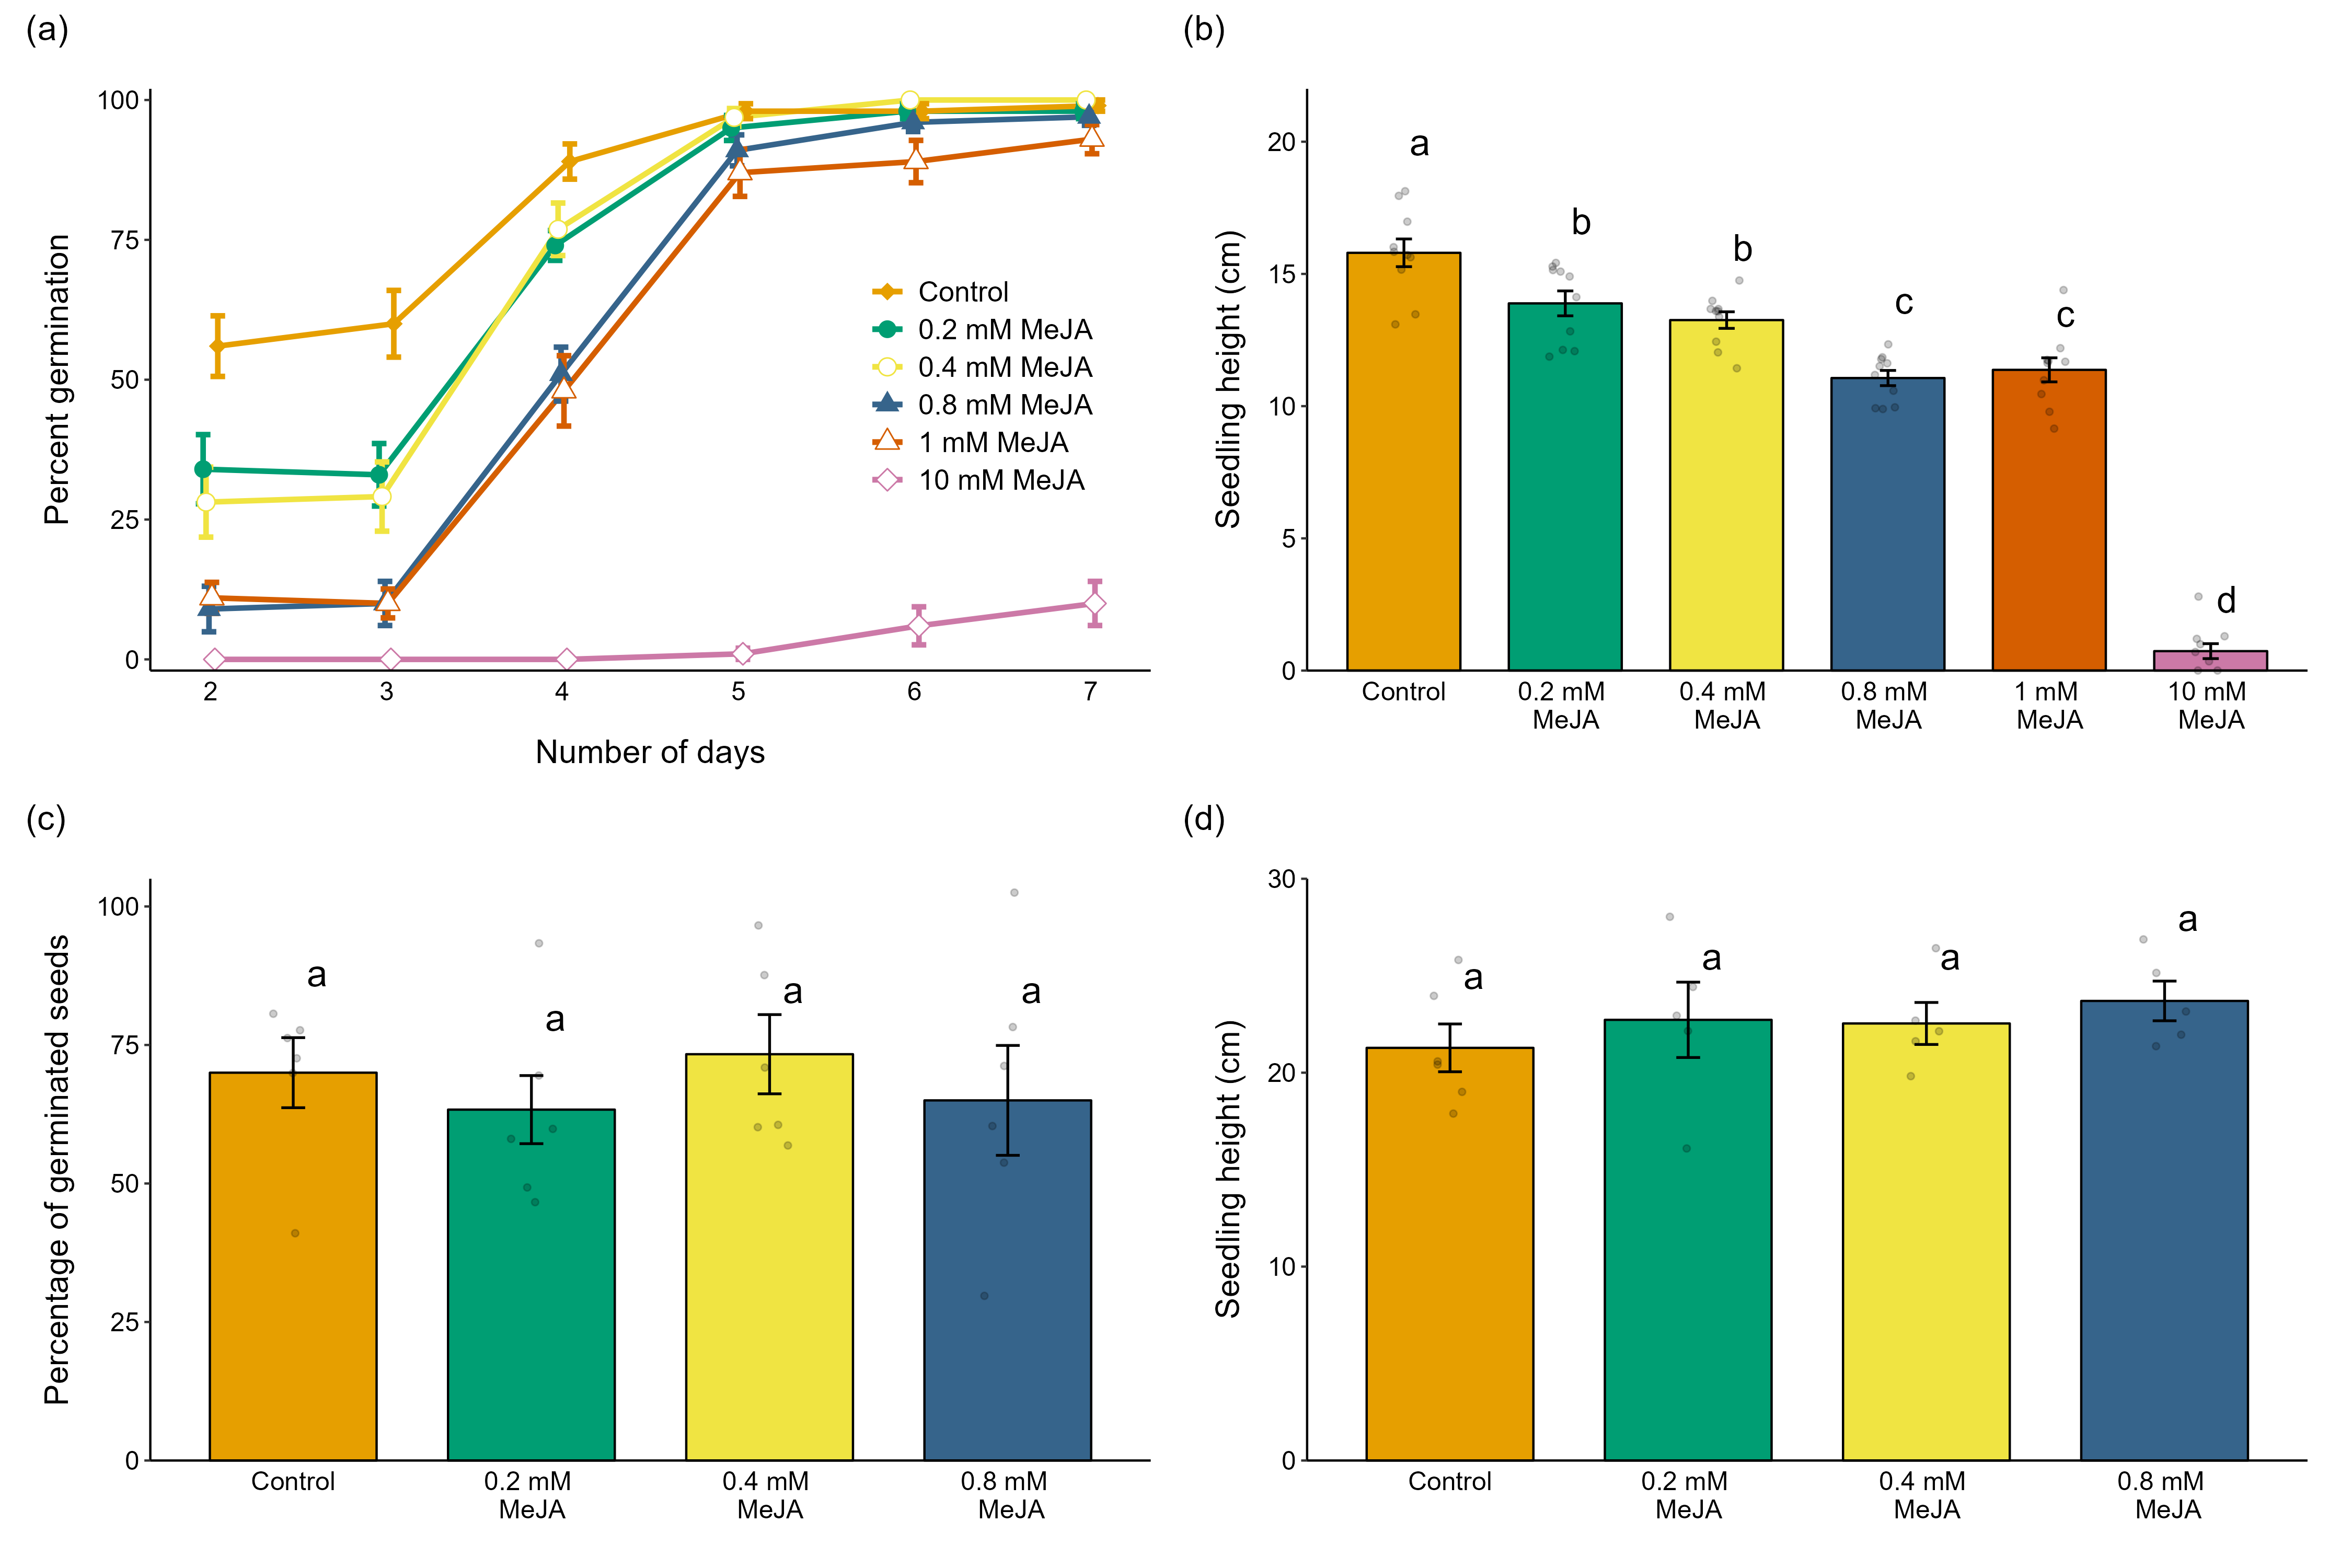 (a)
Percent germination
100
75
50
25
0
2 3 4 5 6 7
Number of days
Control
0.2 mM MeJA
0.4 mM MeJA
0.8 mM MeJA
1 mM MeJA
10 mM MeJA
(b)
Seedling height (cm)
20
15
10
5
0
a b b c c d
Control 0.2 mM 0.4 mM 0.8 mM 1 mM 10 mM
MeJA MeJA MeJA MeJA MeJA
(c)
Percentage of germinated seeds
100
75
50
25
0
a a a a
Control 0.2 mM 0.4 mM 0.8 mM
MeJA MeJA MeJA
(d)
Seedling height (cm)
30
20
10
0
a a a a
Control 0.2 mM 0.4 mM 0.8 mM
MeJA MeJA MeJA